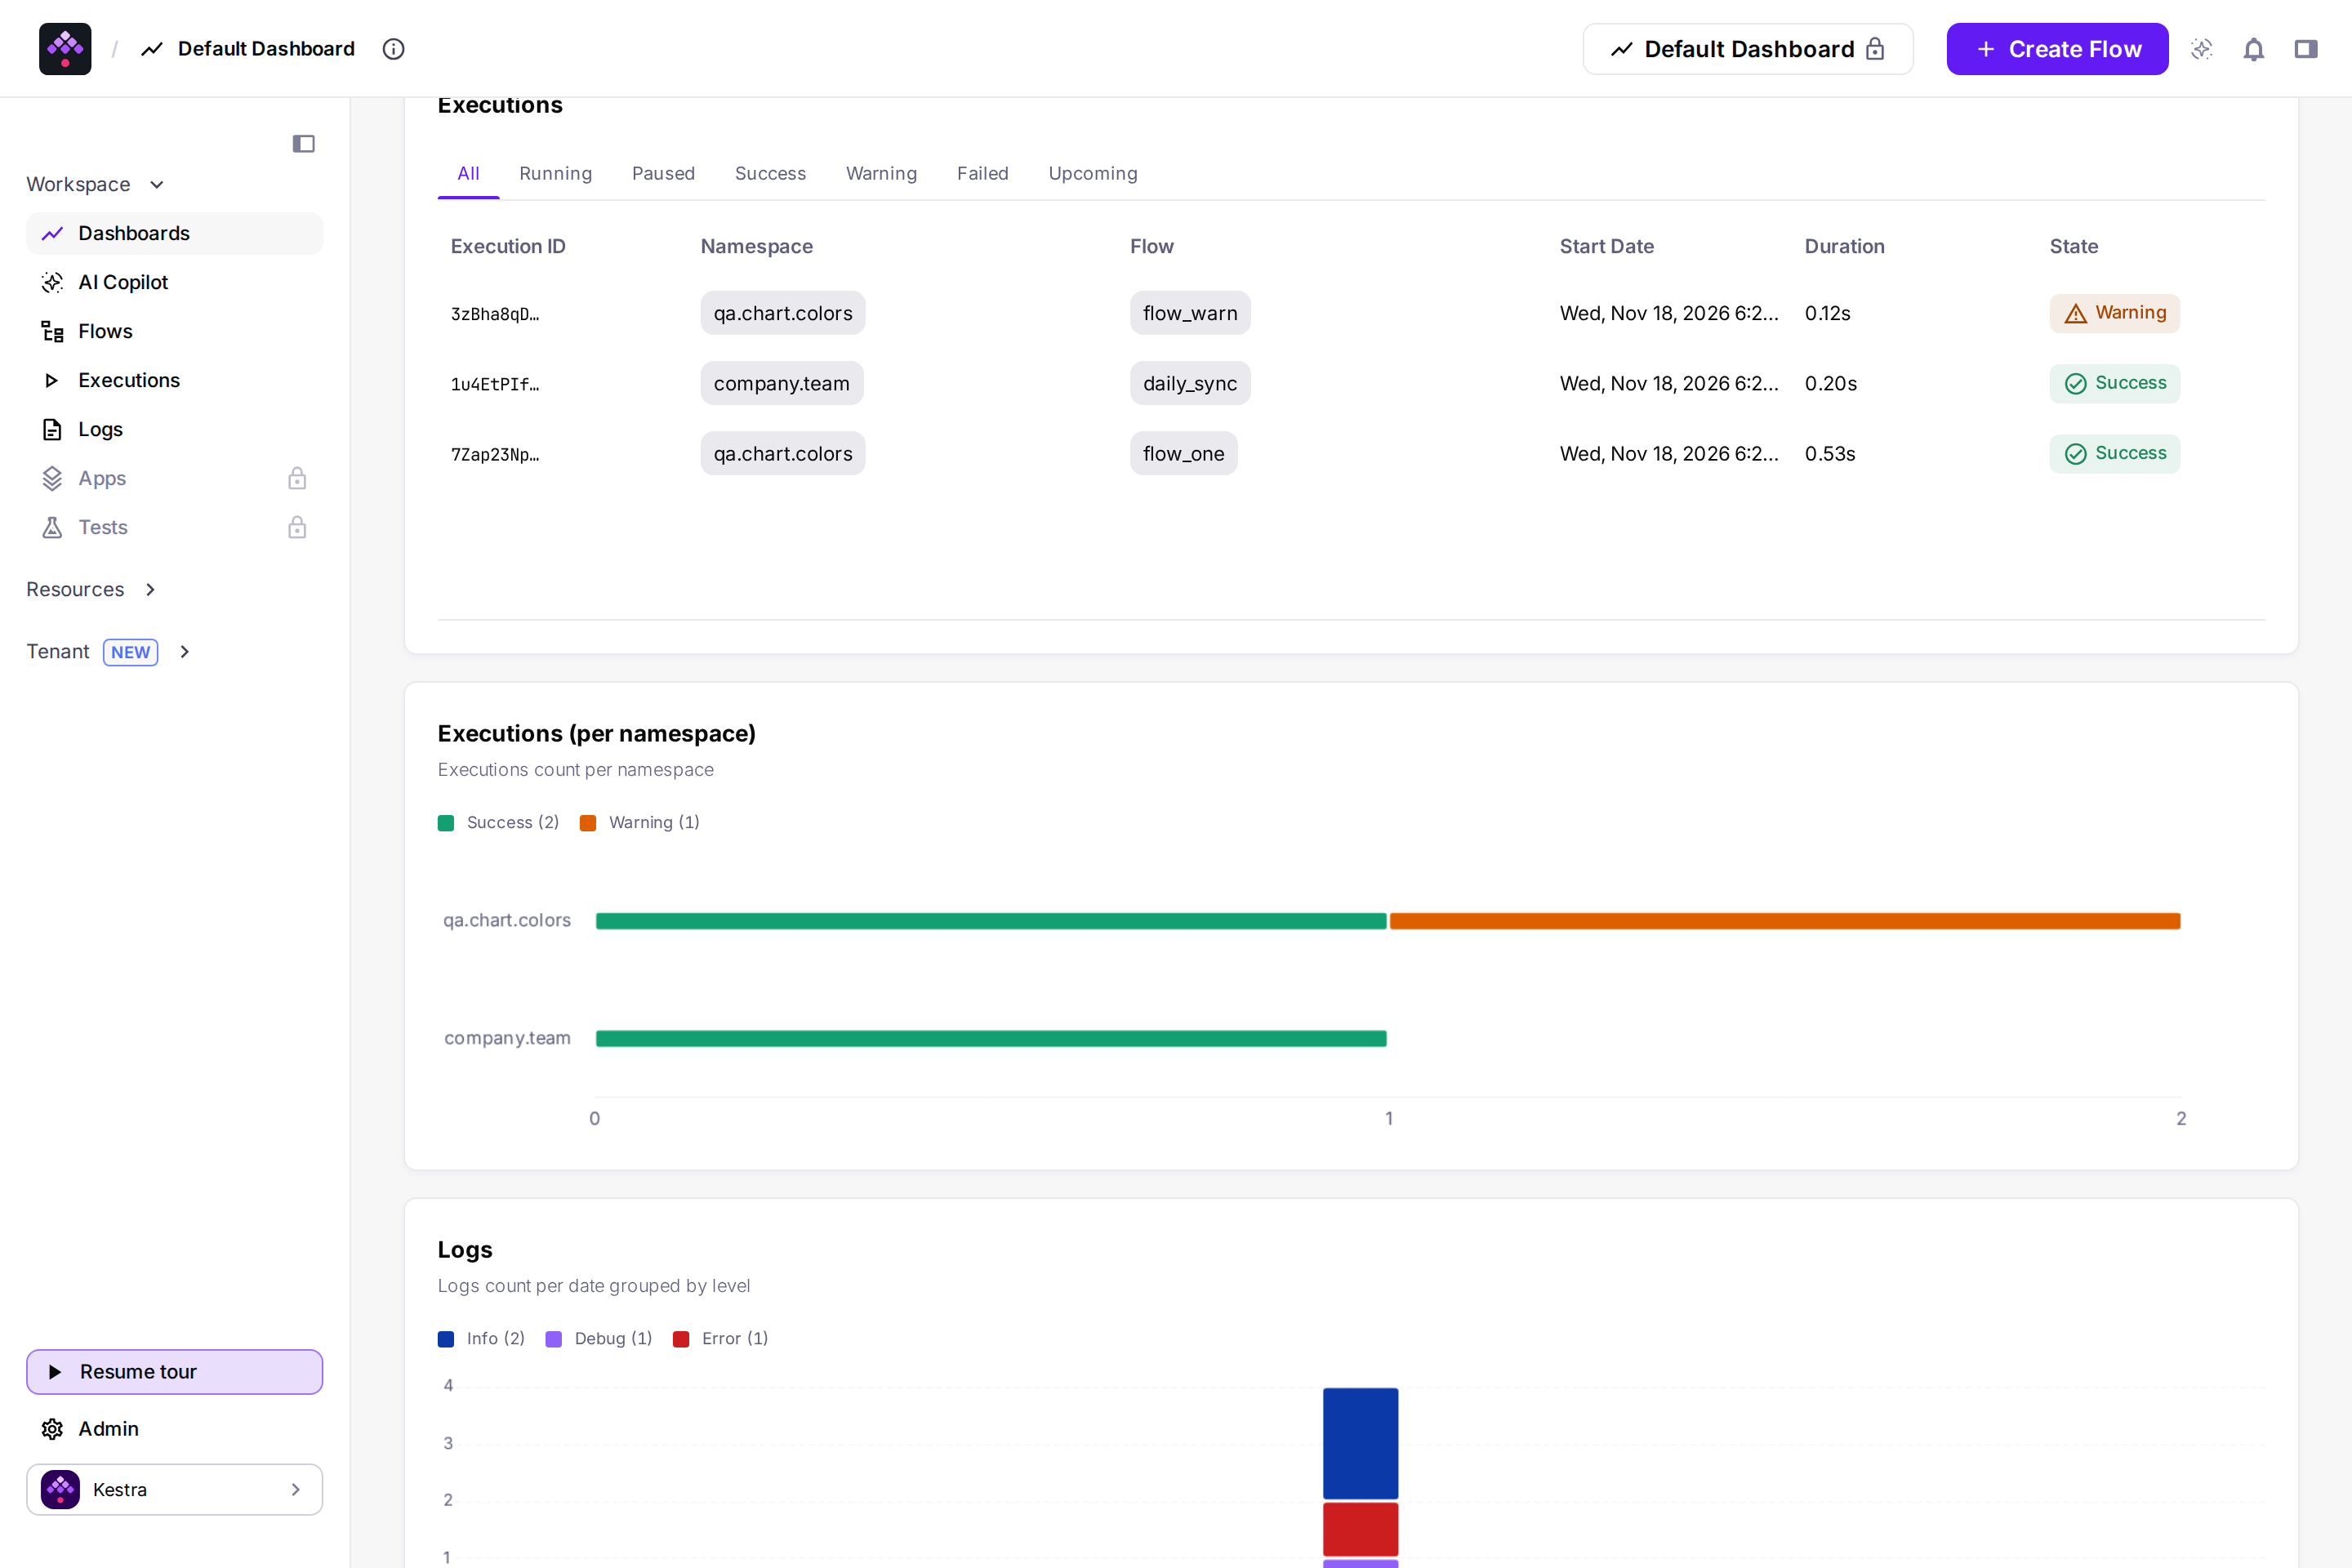 / Default Dashboard
Default Dashboard
+ Create Flow
Workspace
Dashboards
AI Copilot
Flows
Executions
Logs
Apps
Tests
Resources
Tenant NEW
Resume tour
Admin
Kestra
Executions
All Running Paused Success Warning Failed Upcoming
Execution ID Namespace Flow Start Date Duration State
3zBha8qD… qa.chart.colors flow_warn Wed, Nov 18, 2026 6:2… 0.12s Warning
1u4EtPIf… company.team daily_sync Wed, Nov 18, 2026 6:2… 0.20s Success
7Zap23Np… qa.chart.colors flow_one Wed, Nov 18, 2026 6:2… 0.53s Success
Executions (per namespace)
Executions count per namespace
Success (2) Warning (1)
qa.chart.colors
company.team
0 1 2
Logs
Logs count per date grouped by level
Info (2) Debug (1) Error (1)
4
3
2
1